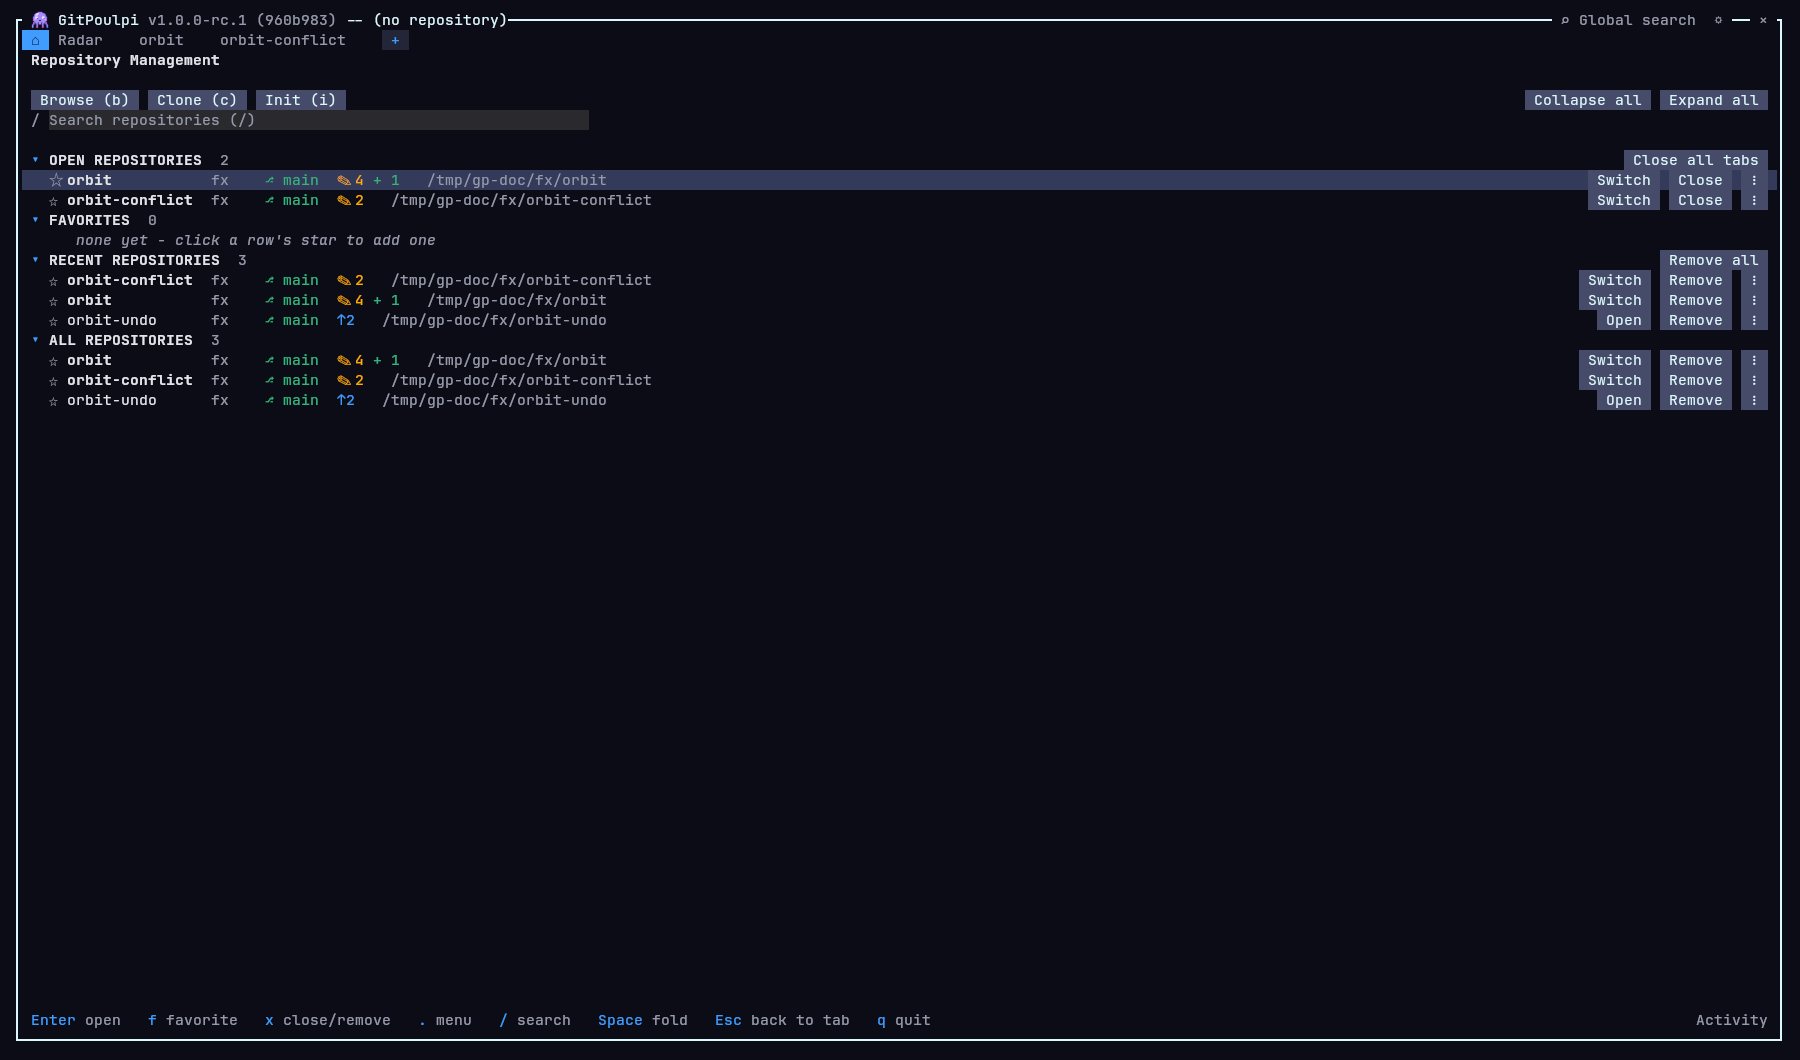 GitPoulpi v1.0.0-rc.1 (960b983) -- (no repository) ⌕ Global search ⚙ ×
⌂ Radar orbit orbit-conflict +
Repository Management
Browse (b) Clone (c) Init (i) Collapse all Expand all
/ Search repositories (/)
▾ OPEN REPOSITORIES 2 Close all tabs
☆ orbit fx ⎇ main ✎ 4 + 1 /tmp/gp-doc/fx/orbit Switch Close ⋮
☆ orbit-conflict fx ⎇ main ✎ 2 /tmp/gp-doc/fx/orbit-conflict Switch Close ⋮
▾ FAVORITES 0
none yet - click a row's star to add one
▾ RECENT REPOSITORIES 3 Remove all
☆ orbit-conflict fx ⎇ main ✎ 2 /tmp/gp-doc/fx/orbit-conflict Switch Remove ⋮
☆ orbit fx ⎇ main ✎ 4 + 1 /tmp/gp-doc/fx/orbit Switch Remove ⋮
☆ orbit-undo fx ⎇ main ↑2 /tmp/gp-doc/fx/orbit-undo Open Remove ⋮
▾ ALL REPOSITORIES 3
☆ orbit fx ⎇ main ✎ 4 + 1 /tmp/gp-doc/fx/orbit Switch Remove ⋮
☆ orbit-conflict fx ⎇ main ✎ 2 /tmp/gp-doc/fx/orbit-conflict Switch Remove ⋮
☆ orbit-undo fx ⎇ main ↑2 /tmp/gp-doc/fx/orbit-undo Open Remove ⋮
Enter open f favorite x close/remove . menu / search Space fold Esc back to tab q quit Activity